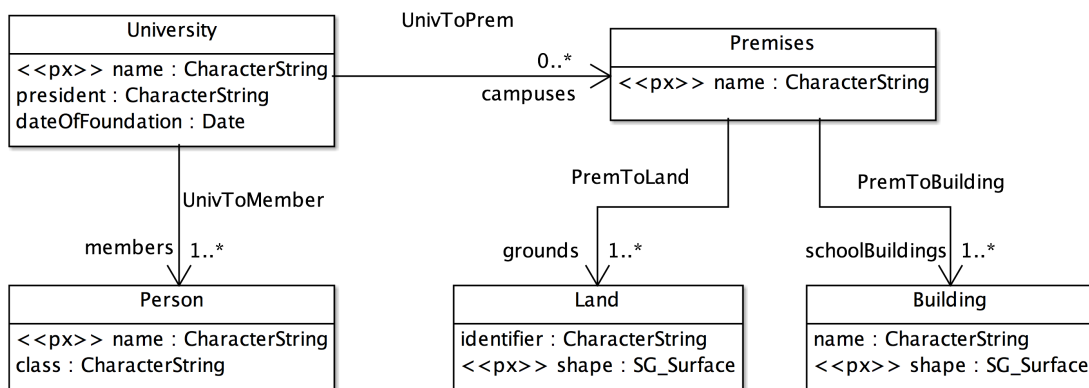 University
<<px>> name : CharacterString
president : CharacterString
dateOfFoundation : Date
UnivToPrem
0..*
campuses
Premises
<<px>> name : CharacterString
UnivToMember
members
1..*
PremToLand
grounds
1..*
PremToBuilding
schoolBuildings
1..*
Person
<<px>> name : CharacterString
class : CharacterString
Land
identifier : CharacterString
<<px>> shape : SG_Surface
Building
name : CharacterString
<<px>> shape : SG_Surface